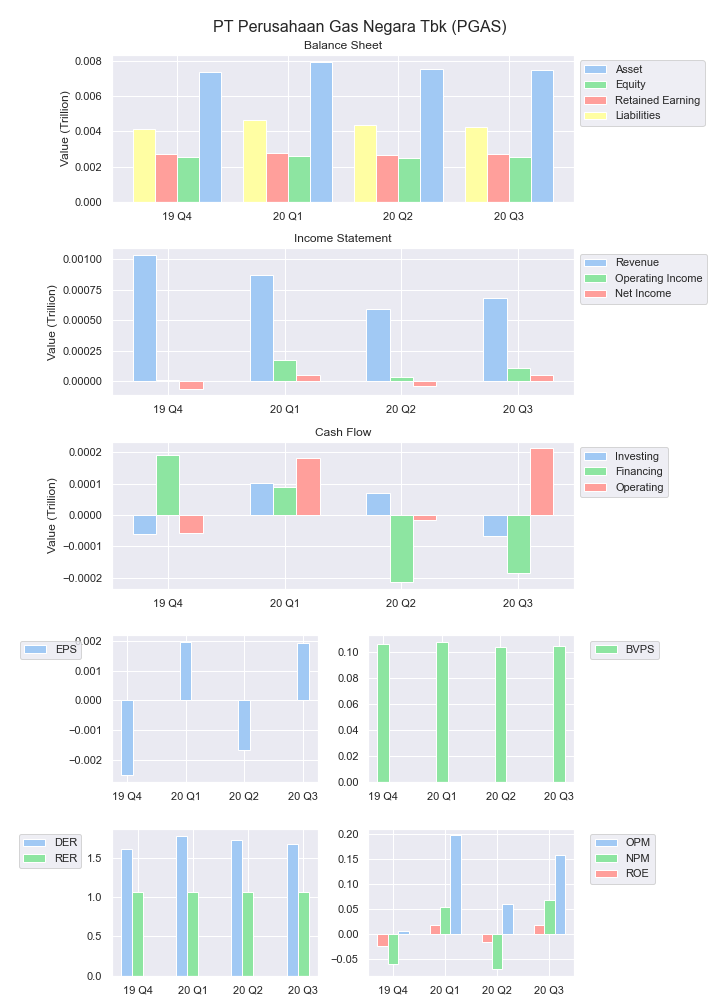 PT Perusahaan Gas Negara Tbk (PGAS)
Balance Sheet
0.008
0.006
0.004
0.002
0.000
Value (Trillion)
19 Q4 20 Q1 20 Q2 20 Q3
Asset
Equity
Retained Earning
Liabilities
Income Statement
0.00100
0.00075
0.00050
0.00025
0.00000
Value (Trillion)
19 Q4 20 Q1 20 Q2 20 Q3
Revenue
Operating Income
Net Income
Cash Flow
0.0002
0.0001
0.0000
−0.0001
−0.0002
Value (Trillion)
19 Q4 20 Q1 20 Q2 20 Q3
Investing
Financing
Operating
EPS
0.002
0.001
0.000
−0.001
−0.002
19 Q4 20 Q1 20 Q2 20 Q3
0.10
0.08
0.06
0.04
0.02
0.00
19 Q4 20 Q1 20 Q2 20 Q3
BVPS
DER
RER
1.5
1.0
0.5
0.0
19 Q4 20 Q1 20 Q2 20 Q3
0.20
0.15
0.10
0.05
0.00
−0.05
19 Q4 20 Q1 20 Q2 20 Q3
OPM
NPM
ROE